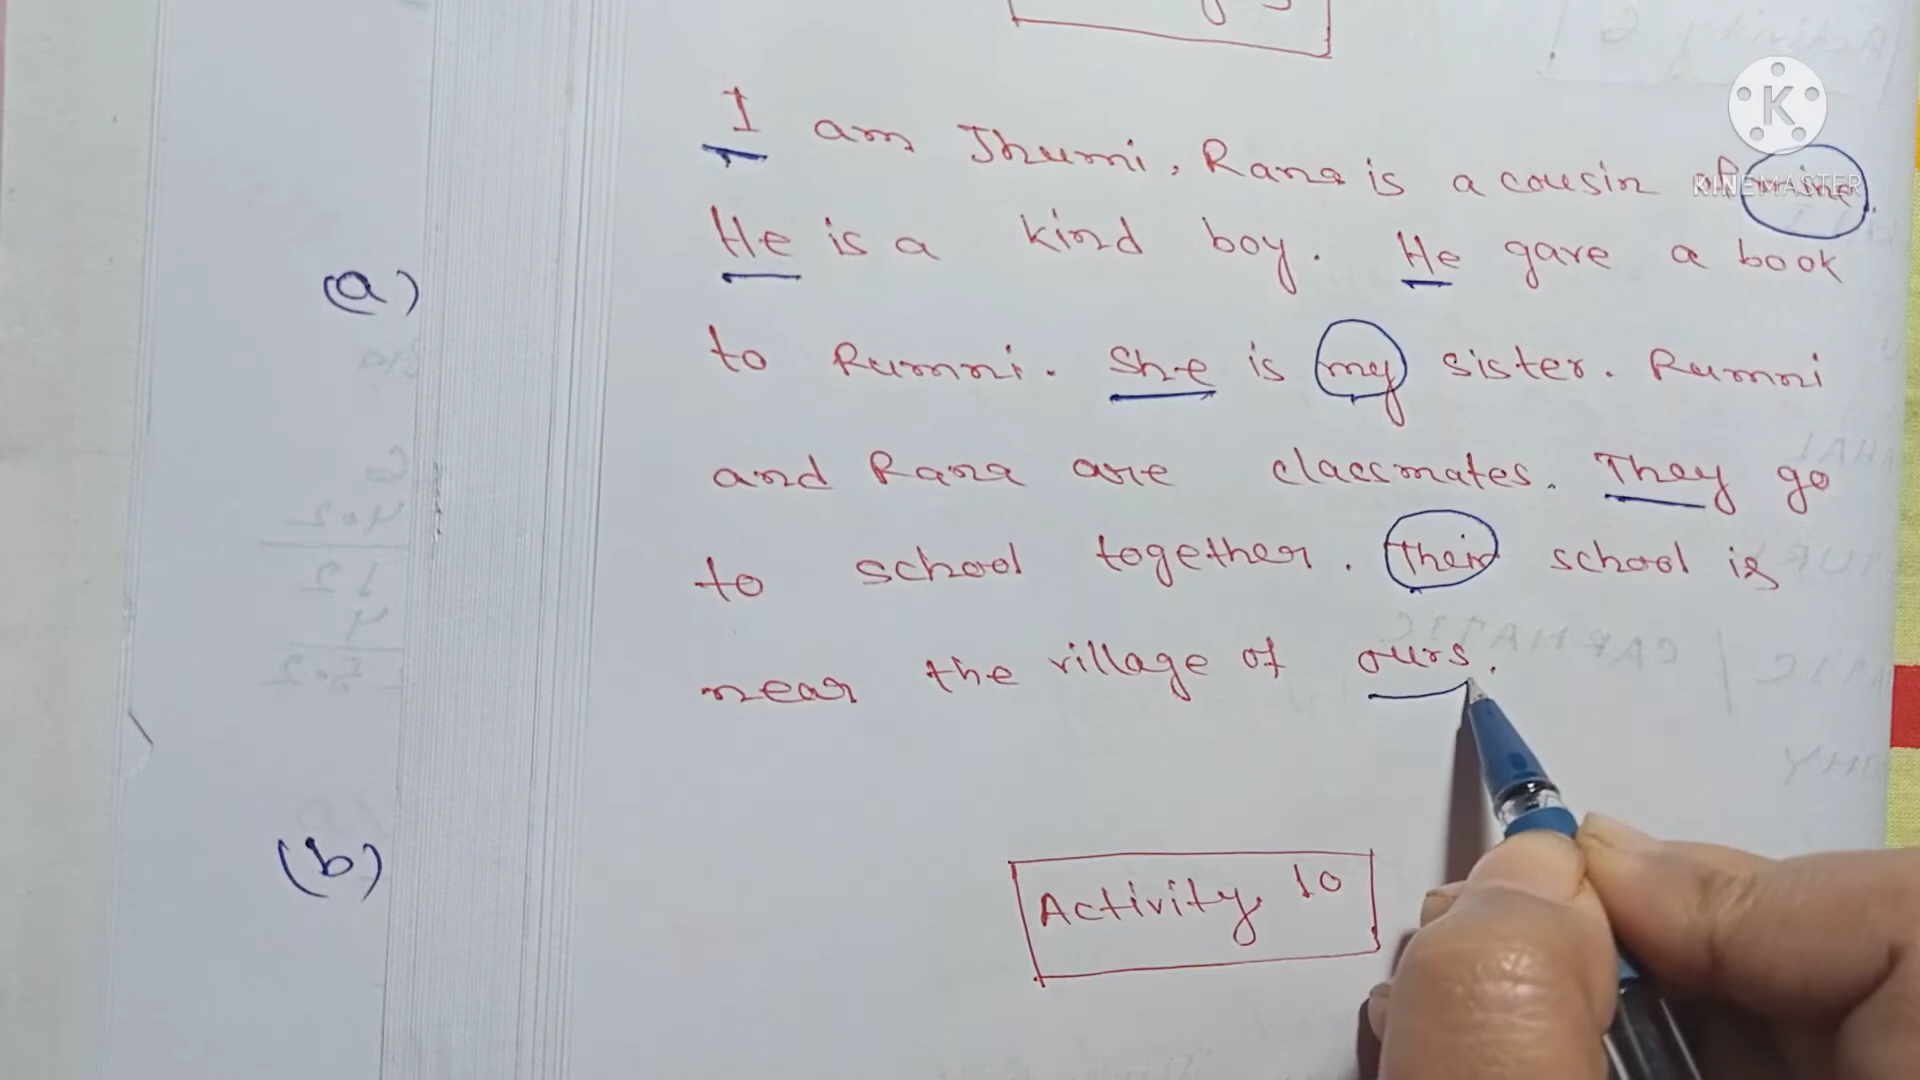 I am Jhumi, Rana is a cousin of mine.
He is a kind boy. He gave a book
(a)
to Rumni. She is my sister. Rumni
and Rana are classmates. They go
to school together. Their school is
near the village of ours.
(b)
Activity 10
K
KINEMASTER